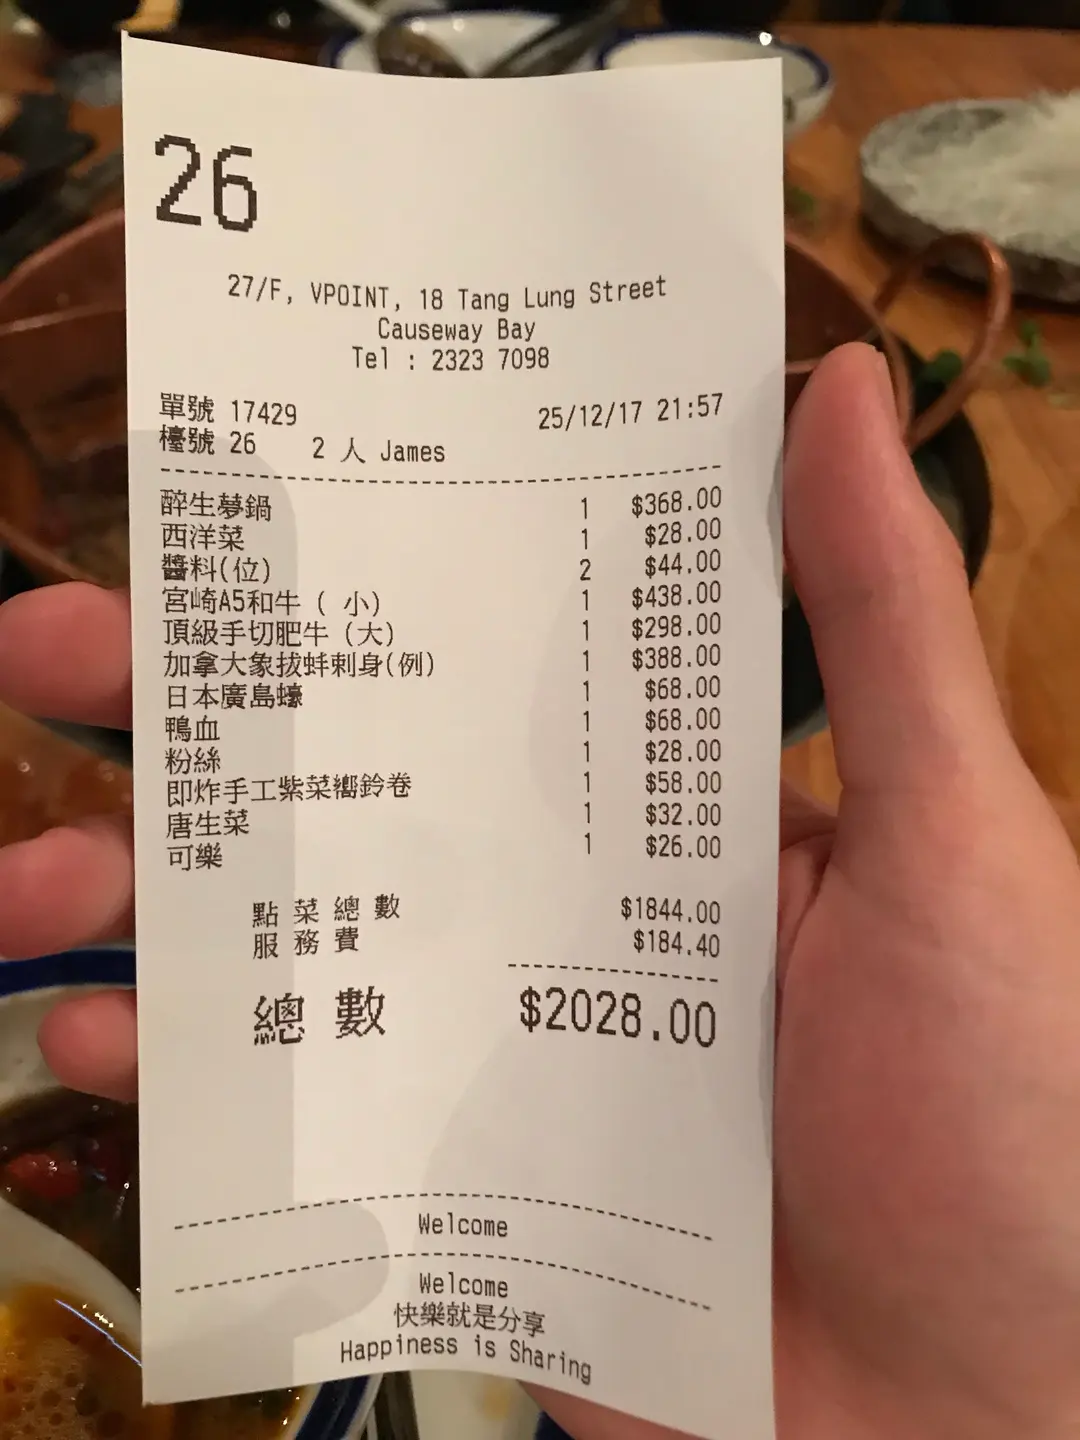 26
27/F, VPOINT, 18 Tang Lung Street
Causeway Bay
Tel : 2323 7098
單號 17429 25/12/17 21:57
檯號 26 2 人 James
醉生夢鍋 1 $368.00
西洋菜 1 $28.00
醬料(位) 2 $44.00
宮崎A5和牛 ( 小) 1 $438.00
頂級手切肥牛 (大) 1 $298.00
加拿大象拔蚌刺身(例) 1 $388.00
日本廣島蠔 1 $68.00
鴨血 1 $68.00
粉絲 1 $28.00
即炸手工紫菜響鈴卷 1 $58.00
唐生菜 1 $32.00
可樂 1 $26.00
點 菜 總 數 $1844.00
服 務 費 $184.40
總 數 $2028.00
Welcome
Welcome
快樂就是分享
Happiness is Sharing